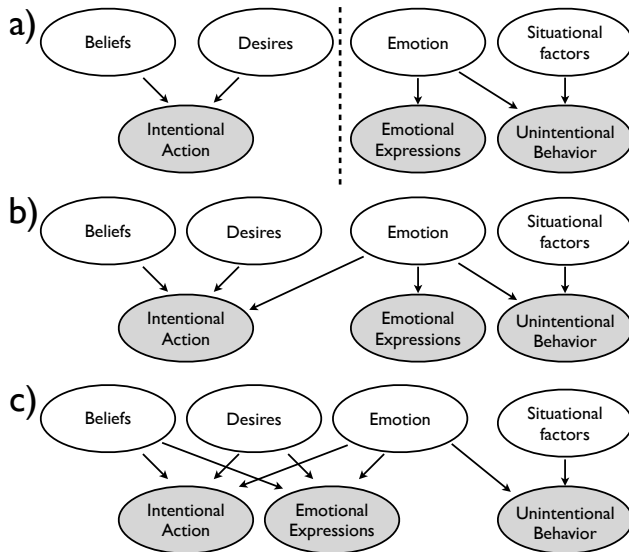 a)
Beliefs
Desires
Emotion
Situational
factors
Intentional
Action
Emotional
Expressions
Unintentional
Behavior
b)
Beliefs
Desires
Emotion
Situational
factors
Intentional
Action
Emotional
Expressions
Unintentional
Behavior
c)
Beliefs
Desires
Emotion
Situational
factors
Intentional
Action
Emotional
Expressions
Unintentional
Behavior